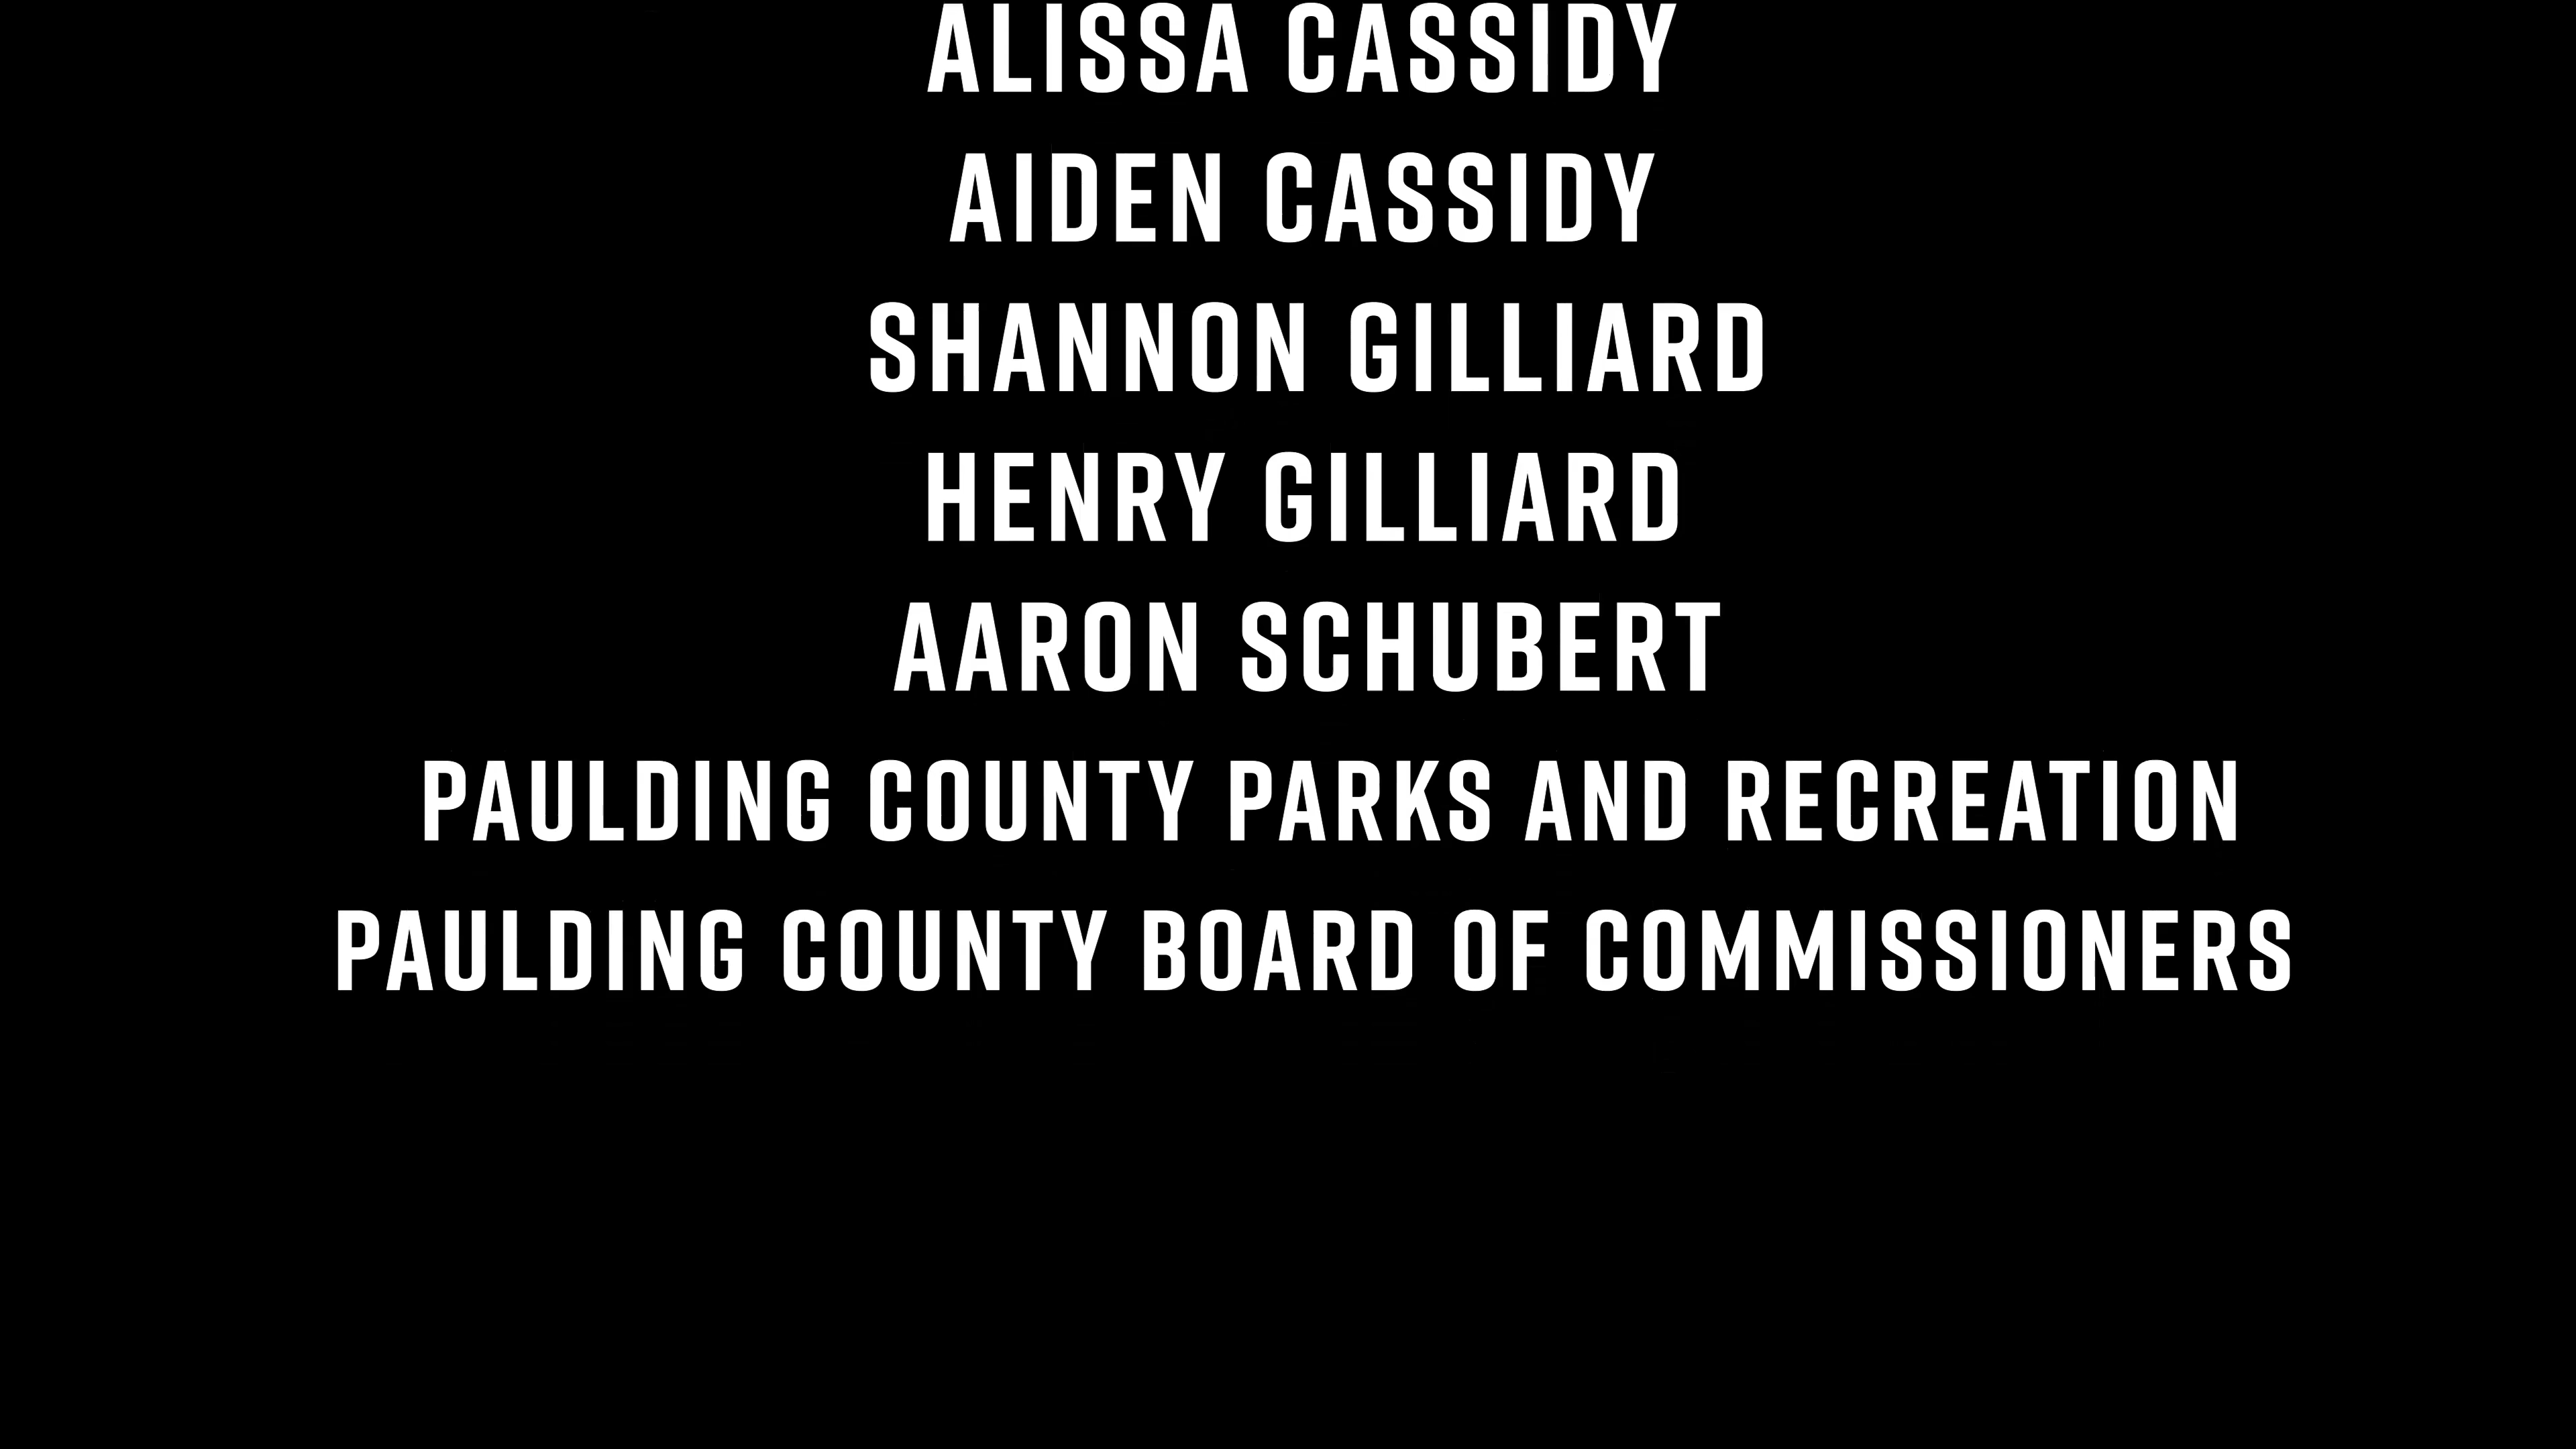 ALISSA CASSIDY
AIDEN CASSIDY
SHANNON GILLIARD
HENRY GILLIARD
AARON SCHUBERT
PAULDING COUNTY PARKS AND RECREATION
PAULDING COUNTY BOARD OF COMMISSIONERS